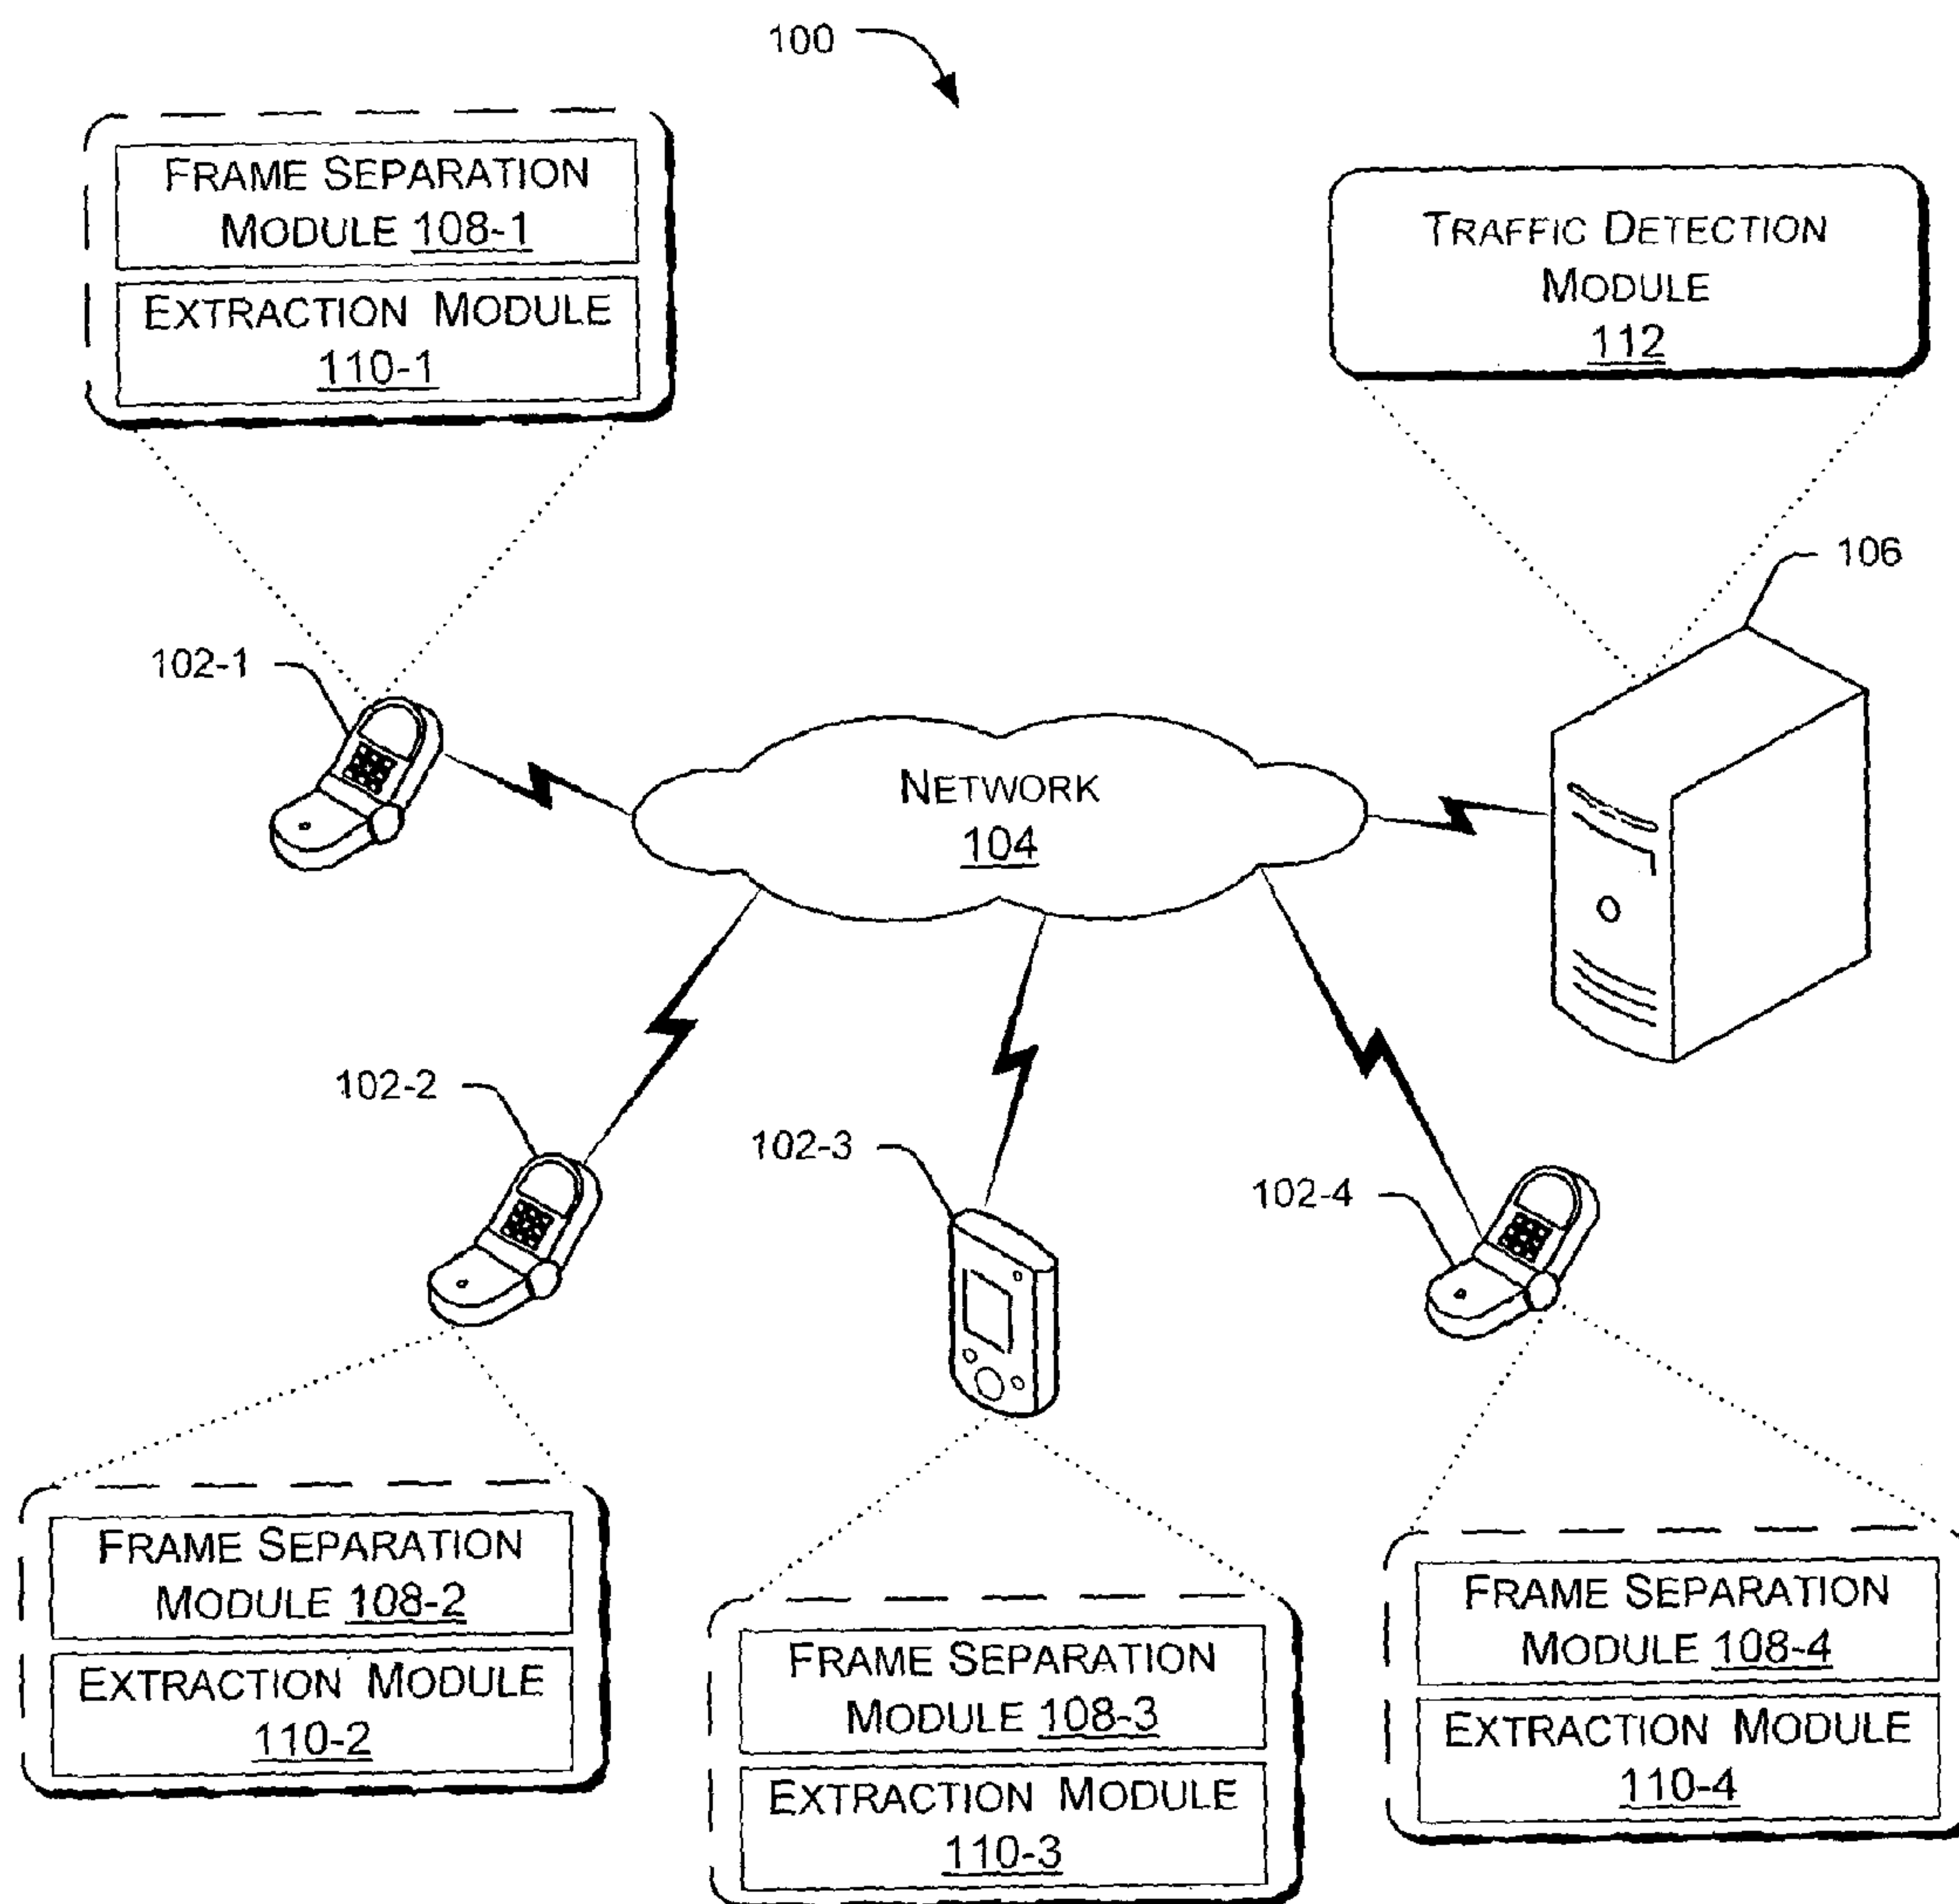 100
FRAME SEPARATION
MODULE 108-1
EXTRACTION MODULE
110-1
TRAFFIC DETECTION
MODULE
112
106
102-1
NETWORK
104
102-2
102-3
102-4
FRAME SEPARATION
MODULE 108-2
EXTRACTION MODULE
110-2
FRAME SEPARATION
MODULE 108-3
EXTRACTION MODULE
110-3
FRAME SEPARATION
MODULE 108-4
EXTRACTION MODULE
110-4